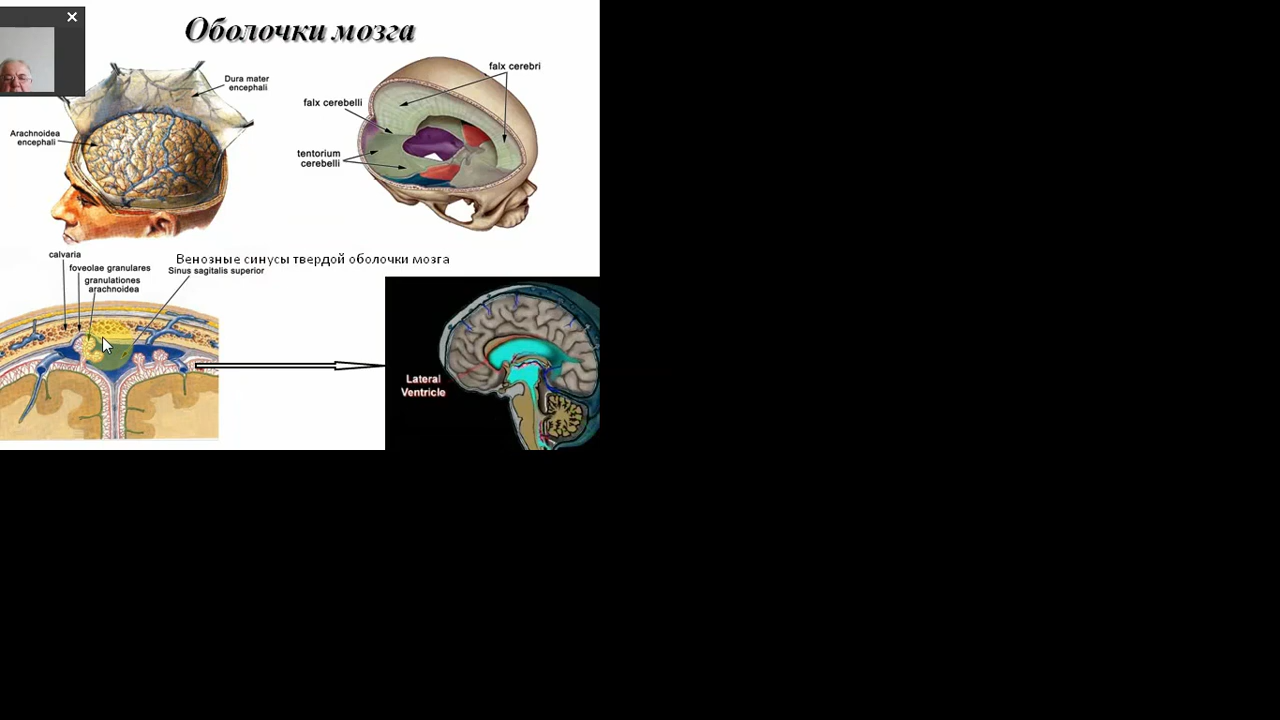 Оболочки мозга
Dura mater
encephali
Arachnoidea
encephali
falx cerebri
falx cerebelli
tentorium
cerebelli
Венозные синусы твердой оболочки мозга
calvaria
foveolae granulares
Sinus sagitalis superior
granulationes
arachnoidea
Lateral
Ventricle